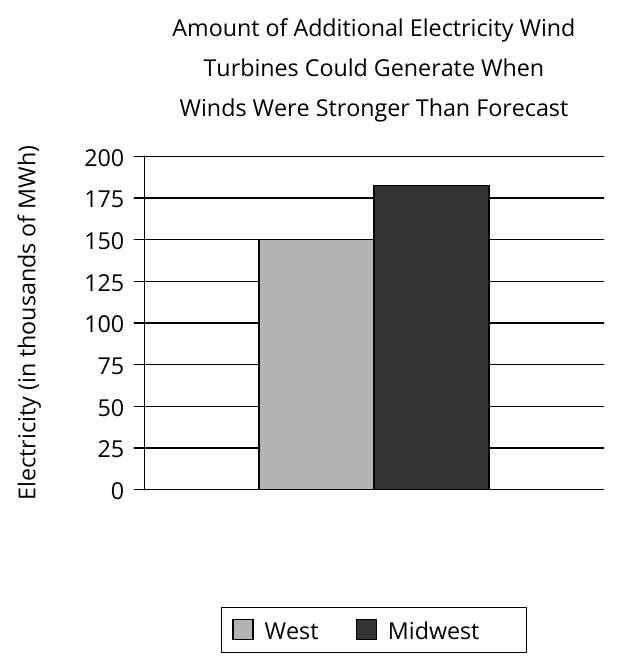 Amount of Additional Electricity Wind
Turbines Could Generate When
Winds Were Stronger Than Forecast
Electricity (in thousands of MWh)
200
175
150
125
100
75
50
25
0
West
Midwest